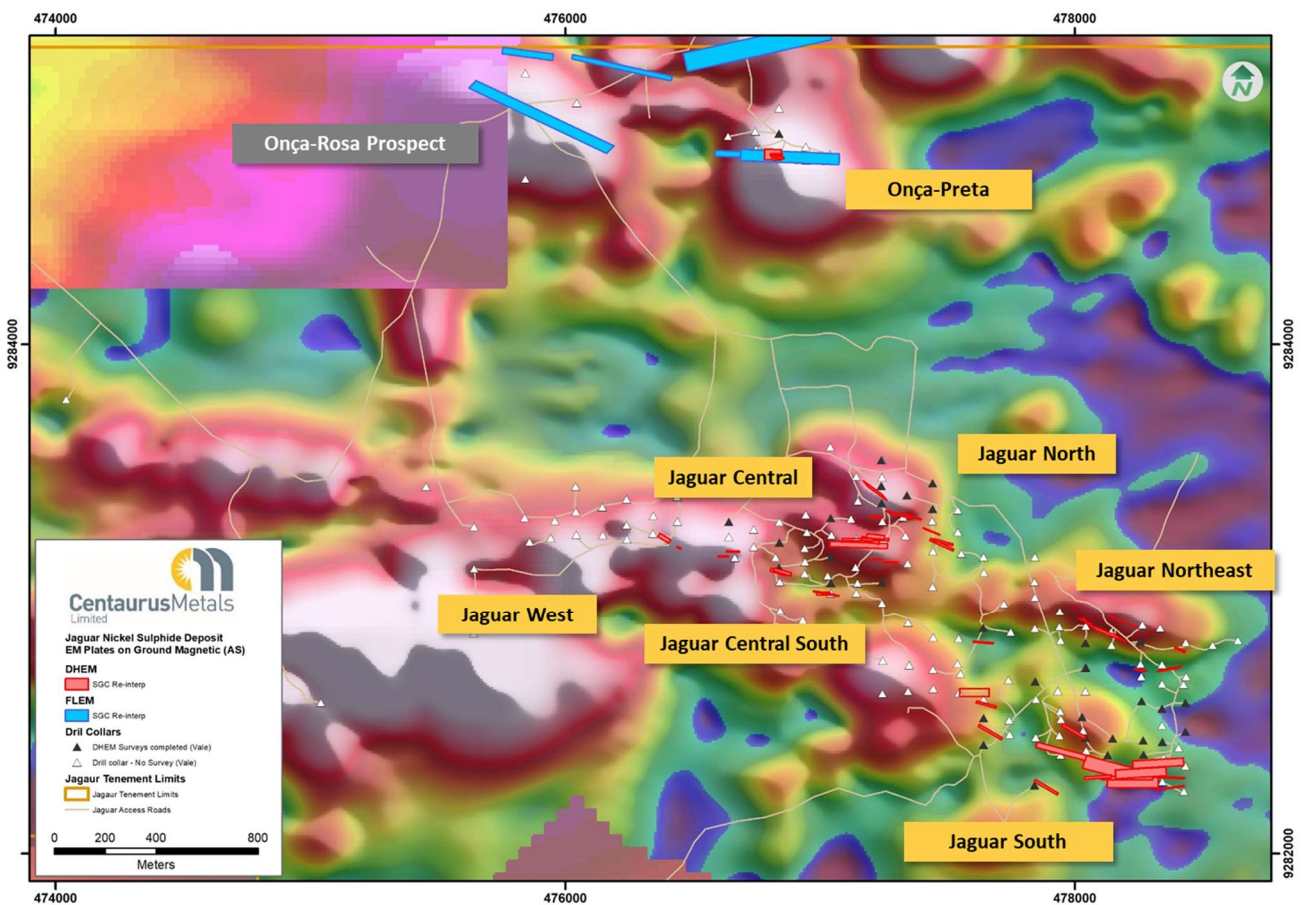 474000
476000
478000
N
Onça-Rosa Prospect
Onça-Preta
9284000
9284000
Jaguar North
Jaguar Central
Jaguar Northeast
Jaguar West
Jaguar Central South
Jaguar South
CentaurusMetals
Limited
Jaguar Nickel Sulphide Deposit
EM Plates on Ground Magnetic (AS)
DHEM
SGC Re-interp
FLEM
SGC Re-interp
Dril Collars
DHEM Surveys completed (Vale)
Drill collar - No Survey (Vale)
Jagaur Tenement Limits
Jagaur Tenement Limits
Jaguar Access Roads
0 200 400 800
Meters
9282000
474000
476000
478000